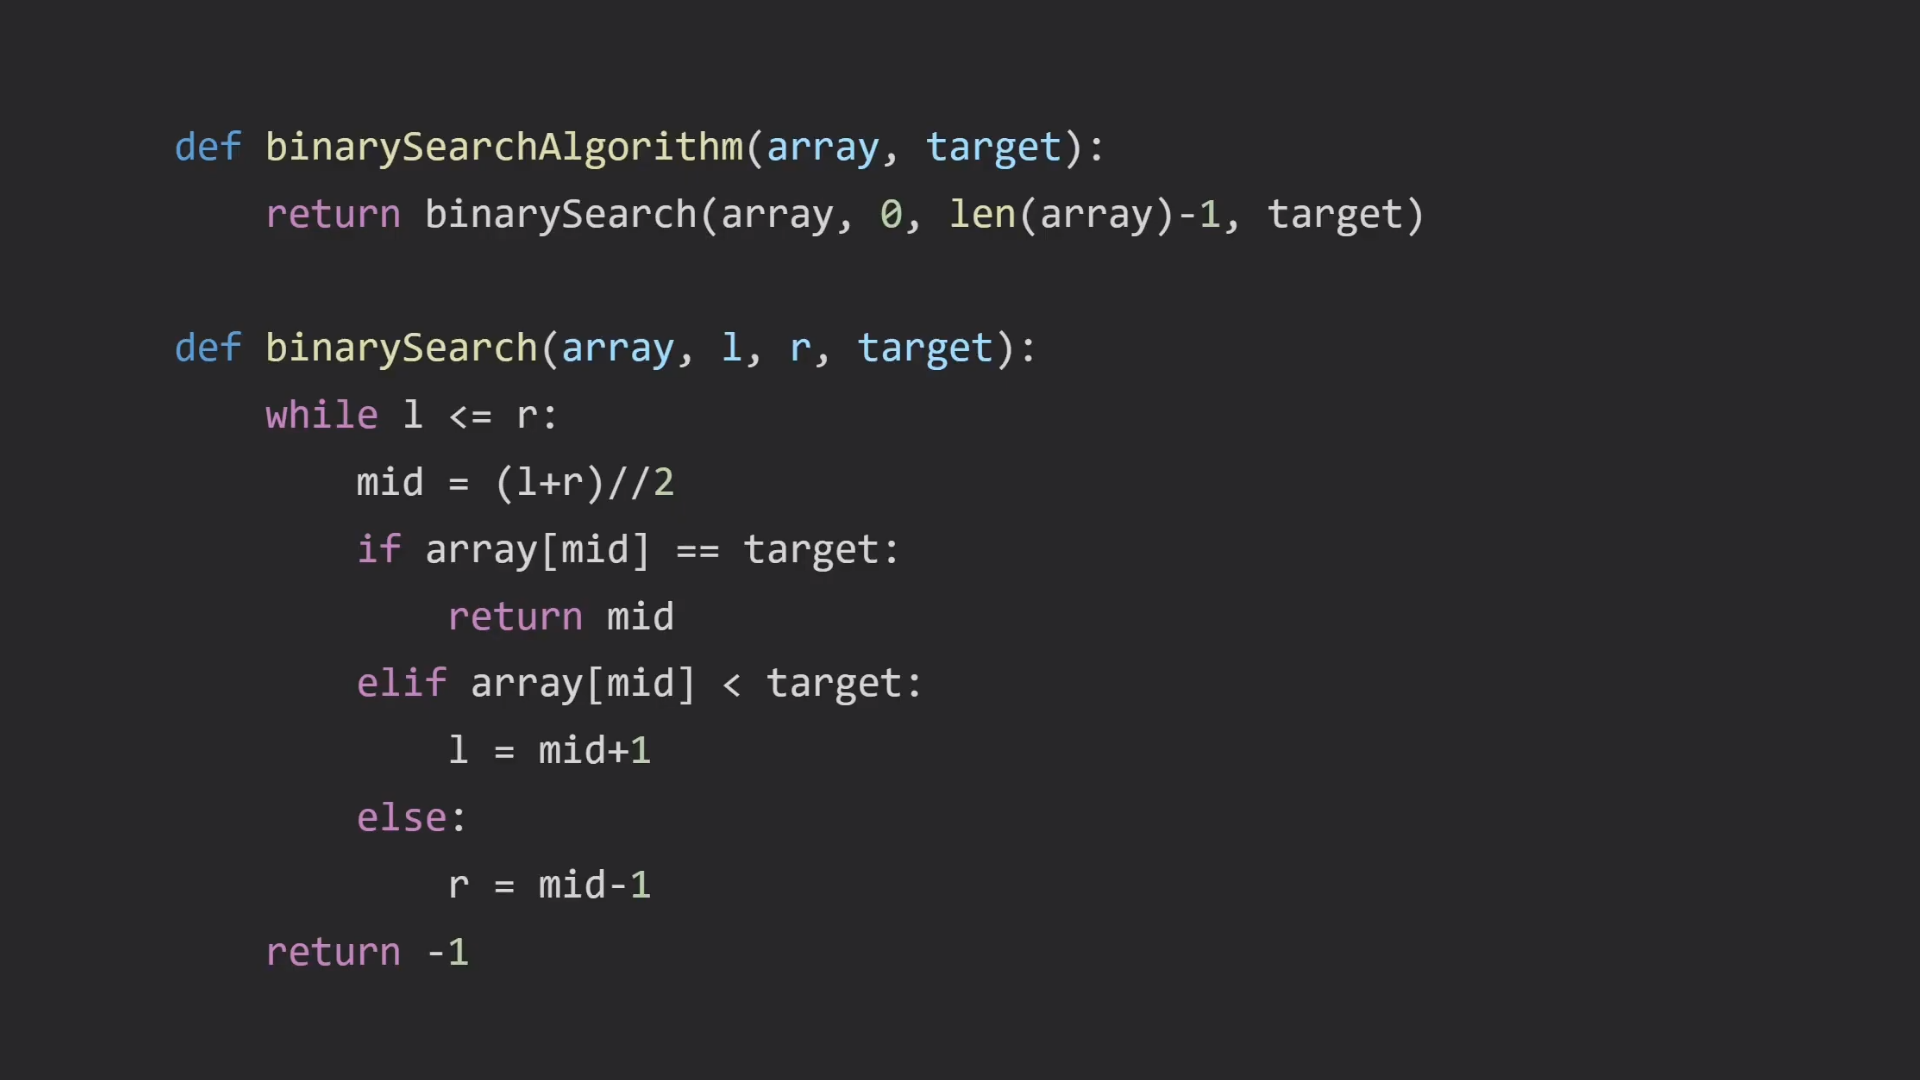 def binarySearchAlgorithm(array, target):
    return binarySearch(array, 0, len(array)-1, target)

def binarySearch(array, l, r, target):
    while l <= r:
        mid = (l+r)//2
        if array[mid] == target:
            return mid
        elif array[mid] < target:
            l = mid+1
        else:
            r = mid-1
    return -1